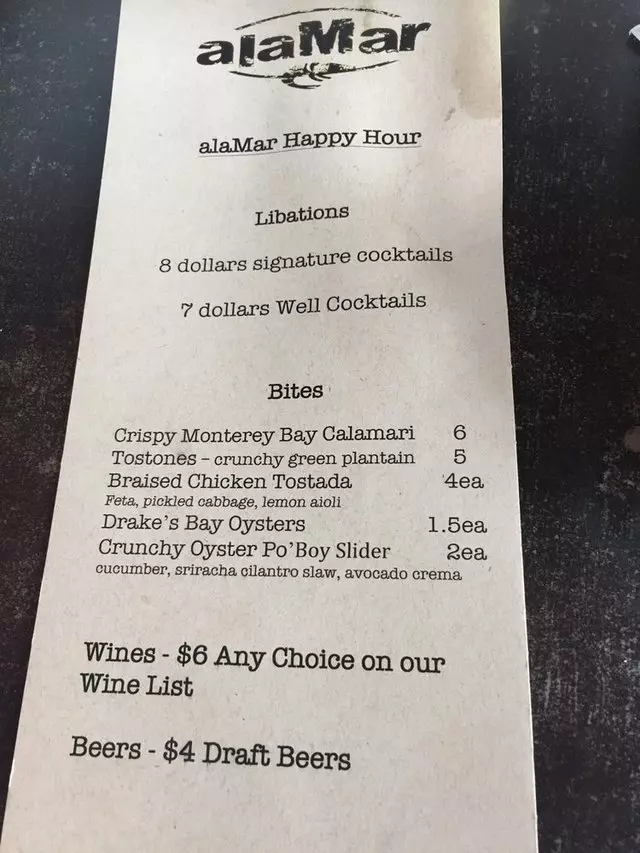 alaMar
alaMar Happy Hour
Libations
8 dollars signature cocktails
7 dollars Well Cocktails
Bites
Crispy Monterey Bay Calamari 6
Tostones - crunchy green plantain 5
Braised Chicken Tostada 4ea
Feta, pickled cabbage, lemon aioli
Drake's Bay Oysters 1.5ea
Crunchy Oyster Po'Boy Slider 2ea
cucumber, sriracha cilantro slaw, avocado crema
Wines - $6 Any Choice on our
Wine List
Beers - $4 Draft Beers